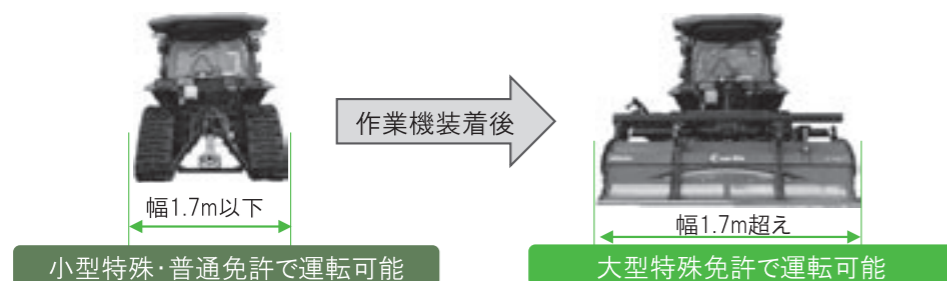 作業機装着後
幅1.7m以下
幅1.7m超え
小型特殊・普通免許で運転可能
大型特殊免許で運転可能